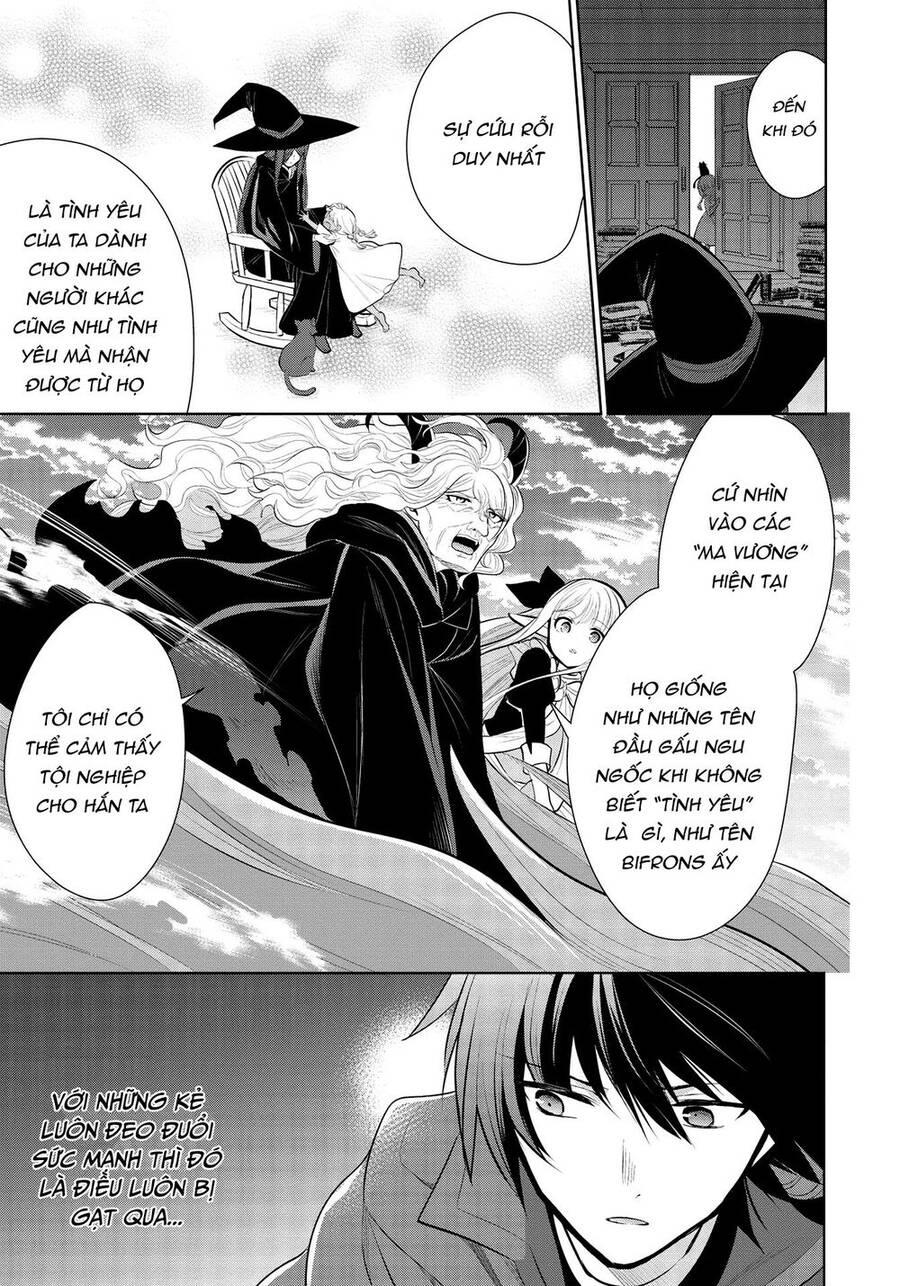 ĐẾN
KHI ĐÓ
SỰ CỨU RỖI
DUY NHẤT
LÀ TÌNH YÊU
CỦA TA DÀNH
CHO NHỮNG
NGƯỜI KHÁC
CŨNG NHƯ TÌNH
YÊU MÀ NHẬN
ĐƯỢC TỪ HỌ
CỨ NHÌN
VÀO CÁC
“MA VƯƠNG”
HIỆN TẠI
HỌ GIỐNG
NHƯ NHỮNG TÊN
ĐẦU GẤU NGU
NGỐC KHI KHÔNG
BIẾT “TÌNH YÊU”
LÀ GÌ, NHƯ TÊN
BIFRONS ẤY
TÔI CHỈ CÓ
THỂ CẢM THẤY
TỘI NGHIỆP
CHO HẮN TA
VỚI NHỮNG KẺ
LUÔN ĐEO ĐUỔI
SỨC MẠNH THÌ ĐÓ
LÀ ĐIỀU LUÔN BỊ
GẠT QUA...